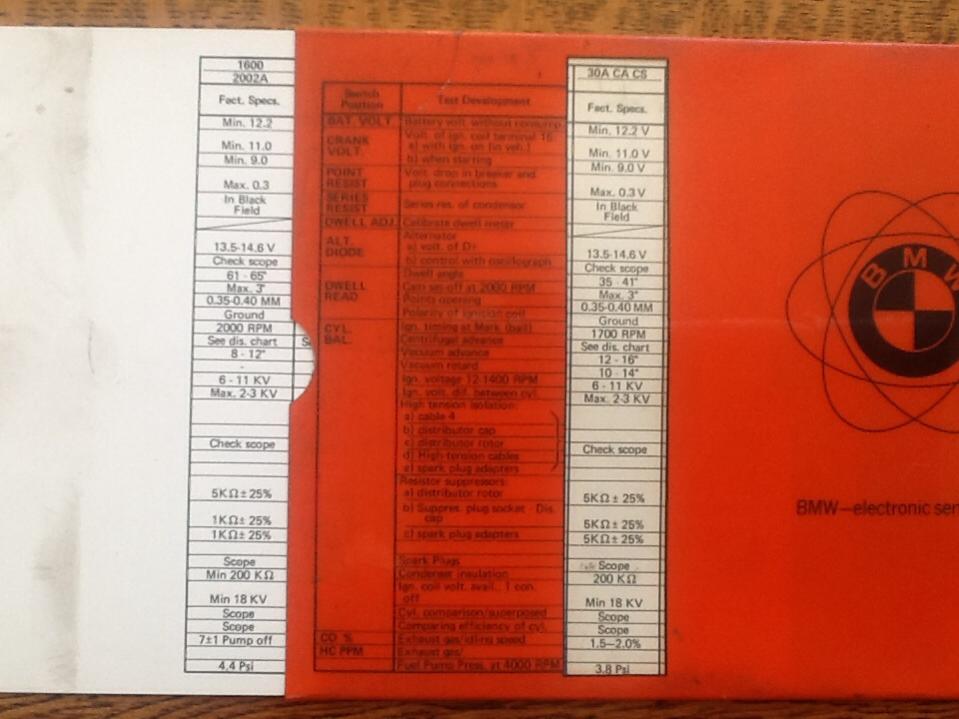 1600
2002A
Fact. Specs.
Min. 12.2
Min. 11.0
Min. 9.0
Max. 0.3
In Black
Field
13.5-14.6 V
Check scope
61 - 65°
Max. 3°
0.35-0.40 MM
Ground
2000 RPM
See dis. chart
8 - 12°
-
6 - 11 KV
Max. 2-3 KV
Check scope
5KΩ± 25%
1KΩ± 25%
1KΩ± 25%
Scope
Min 200 KΩ
Min 18 KV
Scope
Scope
7±1 Pump off
4.4 Psi
Switch Position
Test Development
BAT. VOLT
Battery volt. without consump.
CRANK VOLT.
Volt. of ign. coil terminal 15
a) with ign. on (in veh.)
b) when starting
POINT RESIST
Volt. drop in breaker and
plug connections
SERIES RESIST
Series res. of condensor
DWELL ADJ.
Calibrate dwell meter
ALT. DIODE
Alternator
a) volt. of D+
b) control with oscillograph
DWELL READ
Dwell angle
Cam set-off at 2000 RPM
Points opening
Polarity of ignition coil
CYL. BAL.
Ign. timing at Mark (ball)
Centrifugal advance
Vacuum advance
Vacuum retard
Ign. voltage 12-1400 RPM
Ign. volt. dif. between cyl.
High tension isolation:
a) cable 4
b) distributor cap
c) distributor rotor
d) High-tension cables
e) spark plug adapters
Resistor suppressors:
a) distributor rotor
b) Suppres. plug socket - Dis.
cap
c) spark plug adapters
Spark Plugs
Condenser insulation
Ign. coil volt. avail.: 1 con.
off
Cyl. comparison/superposed
Comparing efficiency of cyl.
CO %
Exhaust gas/idling speed
HC PPM
Exhaust gas/
Fuel Pump Press. at 4000 RPM
30A CA CS
Fact. Specs.
Min. 12.2 V
Min. 11.0 V
Min. 9.0 V
Max. 0.3 V
In Black
Field
13.5-14.6 V
Check scope
35 - 41°
Max. 3°
0.35-0.40 MM
Ground
1700 RPM
See dis. chart
12 - 16°
10 - 14°
6 - 11 KV
Max. 2-3 KV
Check scope
5KΩ± 25%
5KΩ± 25%
5KΩ± 25%
Scope
200 KΩ
Min 18 KV
Scope
Scope
1.5–2.0%
3.8 Psi
BMW
BMW—electronic ser